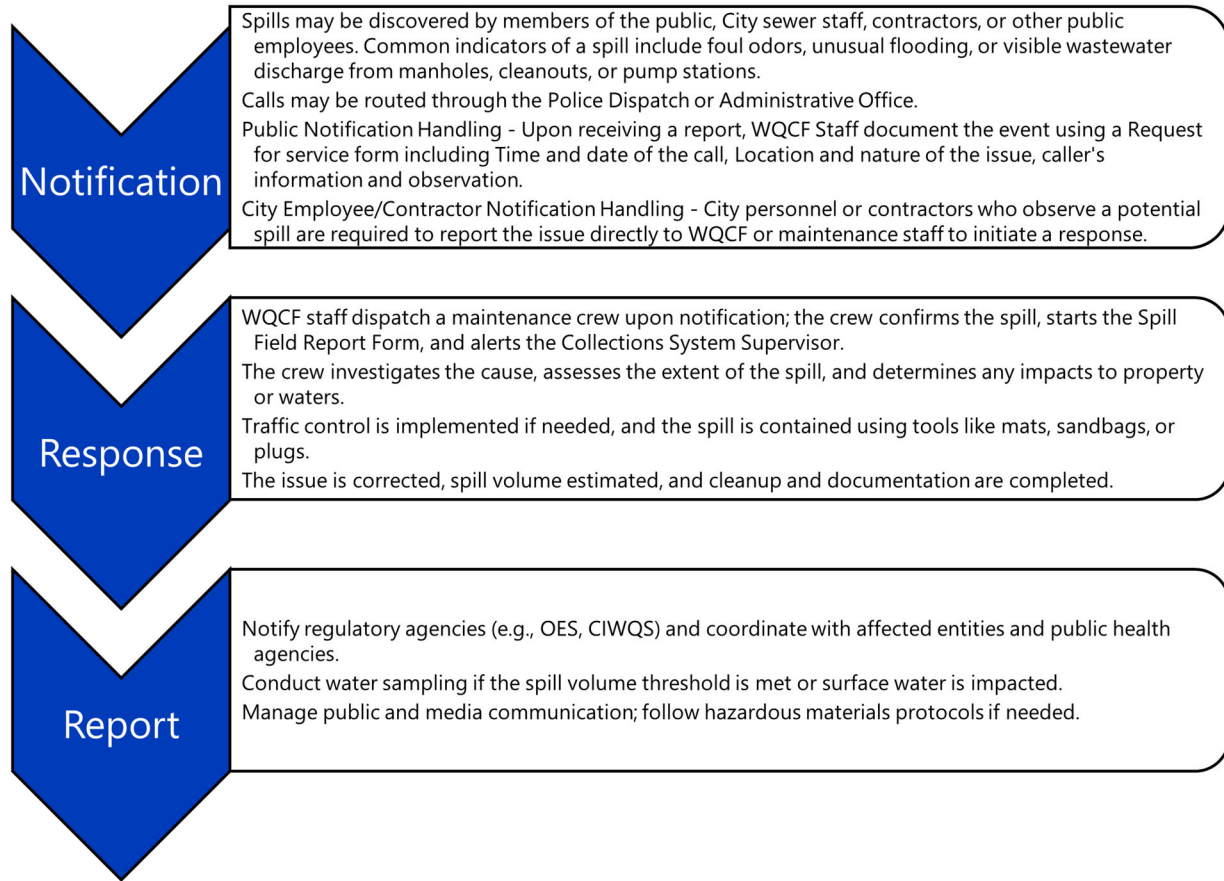 Notification
Spills may be discovered by members of the public, City sewer staff, contractors, or other public
employees. Common indicators of a spill include foul odors, unusual flooding, or visible wastewater
discharge from manholes, cleanouts, or pump stations.
Calls may be routed through the Police Dispatch or Administrative Office.
Public Notification Handling - Upon receiving a report, WQCF Staff document the event using a Request
for service form including Time and date of the call, Location and nature of the issue, caller's
information and observation.
City Employee/Contractor Notification Handling - City personnel or contractors who observe a potential
spill are required to report the issue directly to WQCF or maintenance staff to initiate a response.
Response
WQCF staff dispatch a maintenance crew upon notification; the crew confirms the spill, starts the Spill
Field Report Form, and alerts the Collections System Supervisor.
The crew investigates the cause, assesses the extent of the spill, and determines any impacts to property
or waters.
Traffic control is implemented if needed, and the spill is contained using tools like mats, sandbags, or
plugs.
The issue is corrected, spill volume estimated, and cleanup and documentation are completed.
Report
Notify regulatory agencies (e.g., OES, CIWQS) and coordinate with affected entities and public health
agencies.
Conduct water sampling if the spill volume threshold is met or surface water is impacted.
Manage public and media communication; follow hazardous materials protocols if needed.